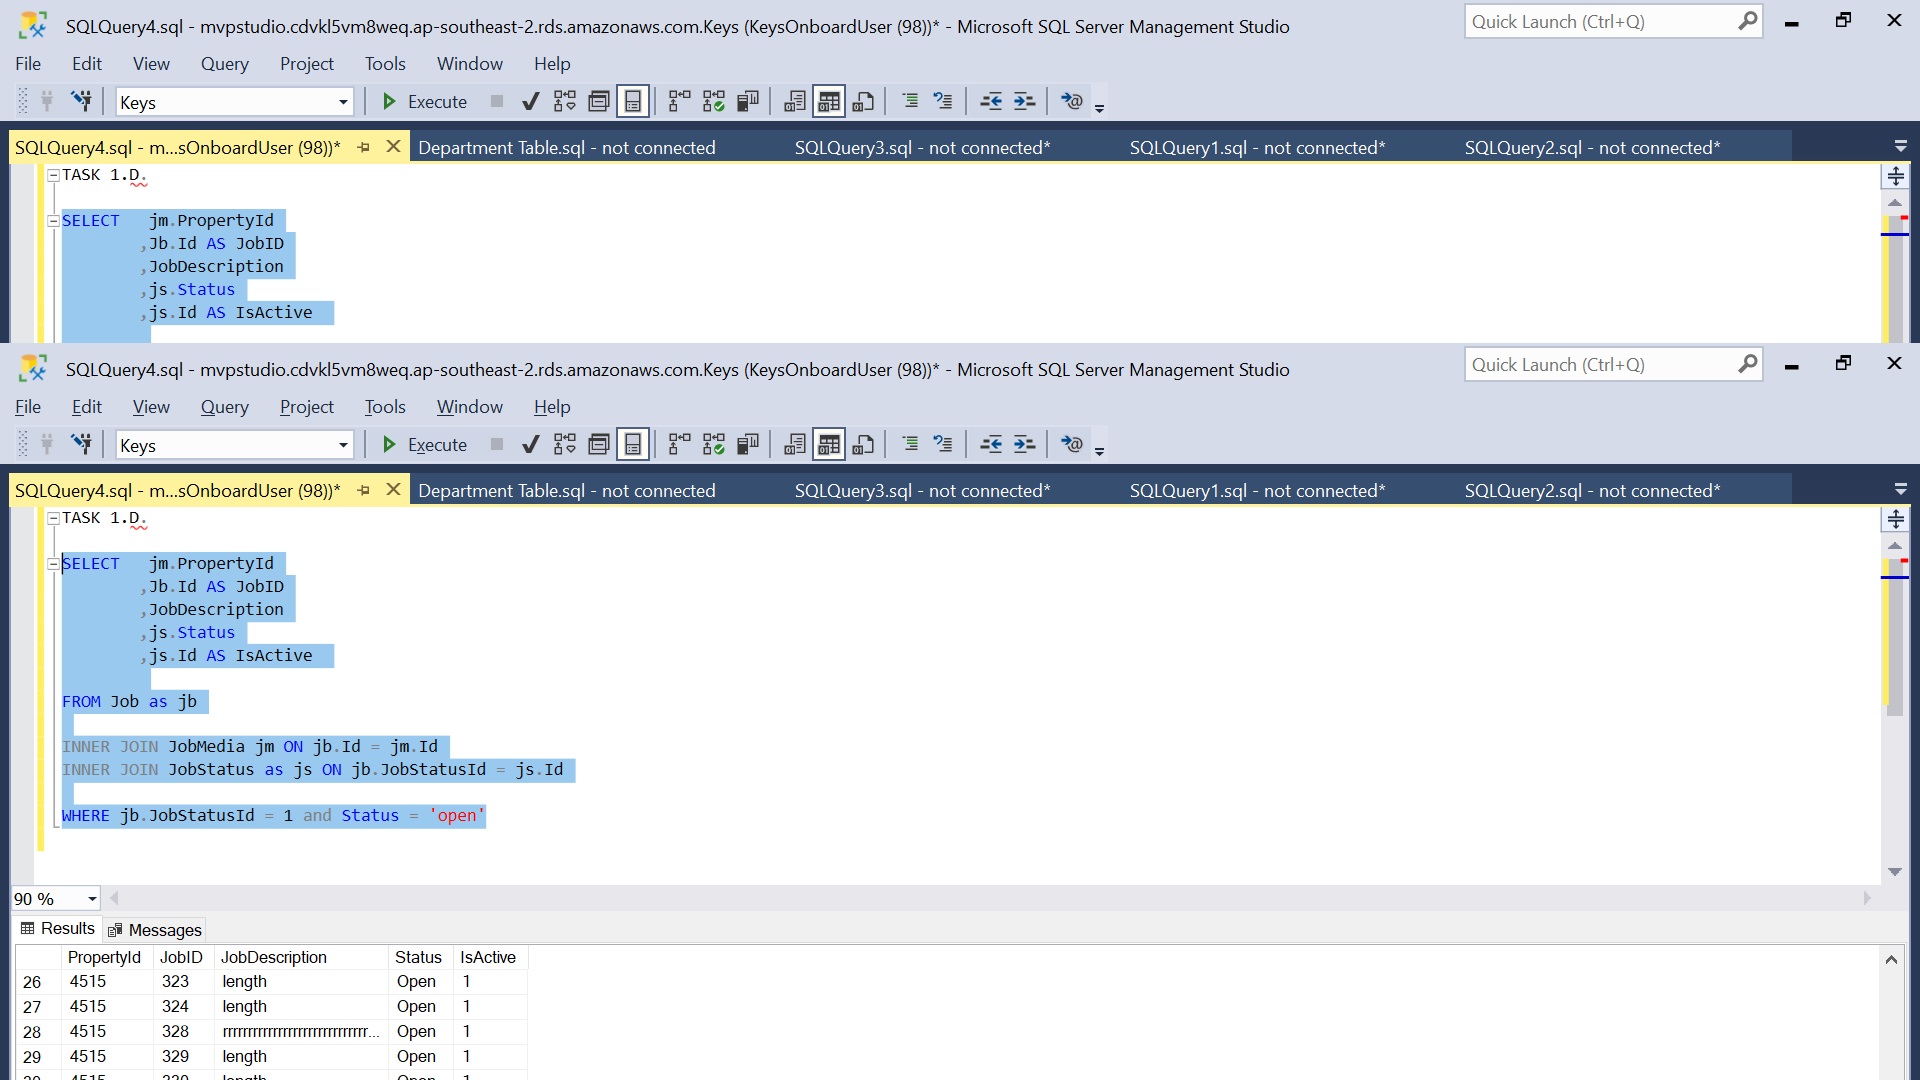 SQLQuery4.sql - mvpstudio.cdvkl5vm8weq.ap-southeast-2.rds.amazonaws.com.Keys (KeysOnboardUser (98))* - Microsoft SQL Server Management Studio
Quick Launch (Ctrl+Q)
File Edit View Query Project Tools Window Help
Keys Execute
SQLQuery4.sql - m...sOnboardUser (98))* Department Table.sql - not connected SQLQuery3.sql - not connected* SQLQuery1.sql - not connected* SQLQuery2.sql - not connected*
TASK 1.D.
SELECT jm.PropertyId
,Jb.Id AS JobID
,JobDescription
,js.Status
,js.Id AS IsActive
SQLQuery4.sql - mvpstudio.cdvkl5vm8weq.ap-southeast-2.rds.amazonaws.com.Keys (KeysOnboardUser (98))* - Microsoft SQL Server Management Studio
Quick Launch (Ctrl+Q)
File Edit View Query Project Tools Window Help
Keys Execute
SQLQuery4.sql - m...sOnboardUser (98))* Department Table.sql - not connected SQLQuery3.sql - not connected* SQLQuery1.sql - not connected* SQLQuery2.sql - not connected*
TASK 1.D.
SELECT jm.PropertyId
,Jb.Id AS JobID
,JobDescription
,js.Status
,js.Id AS IsActive
FROM Job as jb
INNER JOIN JobMedia jm ON jb.Id = jm.Id
INNER JOIN JobStatus as js ON jb.JobStatusId = js.Id
WHERE jb.JobStatusId = 1 and Status = 'open'
90 %
Results Messages
PropertyId JobID JobDescription Status IsActive
26 4515 323 length Open 1
27 4515 324 length Open 1
28 4515 328 rrrrrrrrrrrrrrrrrrrrrrrrrrrrr... Open 1
29 4515 329 length Open 1